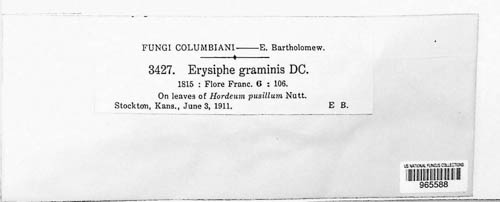 FUNGI COLUMBIANI——E. Bartholomew.
3427. Erysiphe graminis DC.
1815 : Flore Franc. 6 : 106.
On leaves of Hordeum pusillum Nutt.
Stockton, Kans., June 3, 1911. E B.
US NATIONAL FUNGUS COLLECTIONS
965588